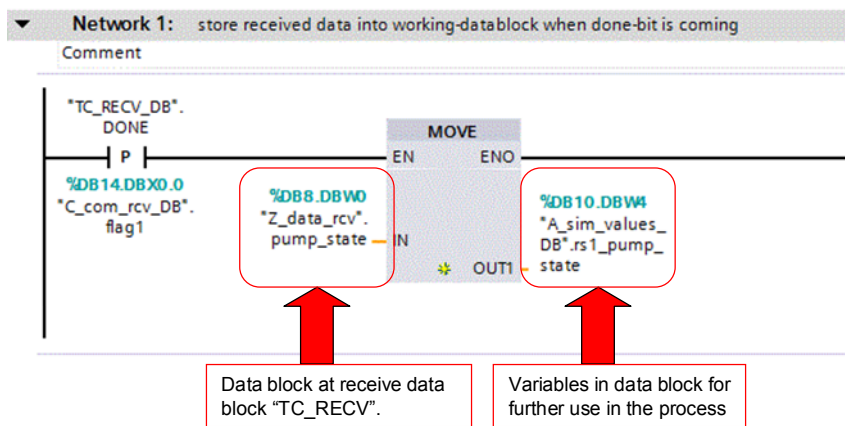 Network 1: store received data into working-datablock when done-bit is coming
Comment
"TC_RECV_DB".
DONE
P
%DB14.DBX0.0
"C_com_rcv_DB".
flag1
MOVE
EN ENO
%DB8.DBW0
"Z_data_rcv".
pump_state
IN
OUT1
%DB10.DBW4
"A_sim_values_
DB".rs1_pump_
state
Data block at receive data
block “TC_RECV”.
Variables in data block for
further use in the process